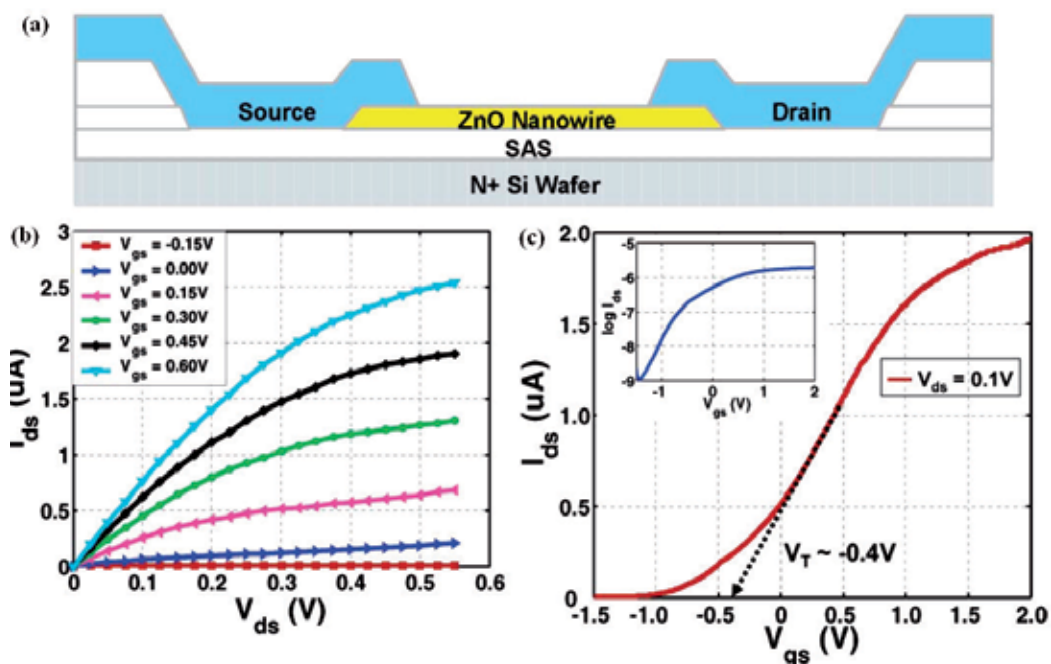 (a)
Source
ZnO Nanowire
Drain
SAS
N+ Si Wafer
(b)
I_ds (uA)
3
2.5
2
1.5
1
0.5
0
V_gs = -0.15V
V_gs = 0.00V
V_gs = 0.15V
V_gs = 0.30V
V_gs = 0.45V
V_gs = 0.60V
0 0.1 0.2 0.3 0.4 0.5 0.6
V_ds (V)
(c)
I_ds (uA)
2.0
1.5
1.0
0.5
0
log I_ds
-5
-6
-7
-8
-9
-1 0 1 2
V_gs (V)
V_ds = 0.1V
V_T ~ -0.4V
-1.5 -1.0 -0.5 0 0.5 1.0 1.5 2.0
V_gs (V)